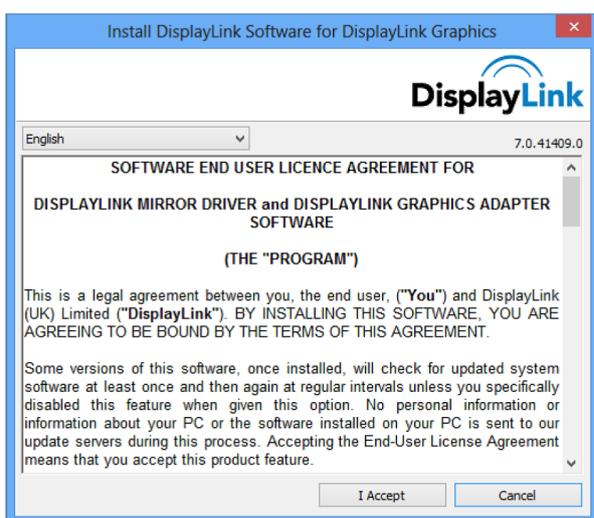 Install DisplayLink Software for DisplayLink Graphics
DisplayLink
English
7.0.41409.0
SOFTWARE END USER LICENCE AGREEMENT FOR
DISPLAYLINK MIRROR DRIVER and DISPLAYLINK GRAPHICS ADAPTER
SOFTWARE
(THE "PROGRAM")
This is a legal agreement between you, the end user, ("You") and DisplayLink
(UK) Limited ("DisplayLink"). BY INSTALLING THIS SOFTWARE, YOU ARE
AGREEING TO BE BOUND BY THE TERMS OF THIS AGREEMENT.
Some versions of this software, once installed, will check for updated system
software at least once and then again at regular intervals unless you specifically
disabled this feature when given this option. No personal information or
information about your PC or the software installed on your PC is sent to our
update servers during this process. Accepting the End-User License Agreement
means that you accept this product feature.
I Accept
Cancel